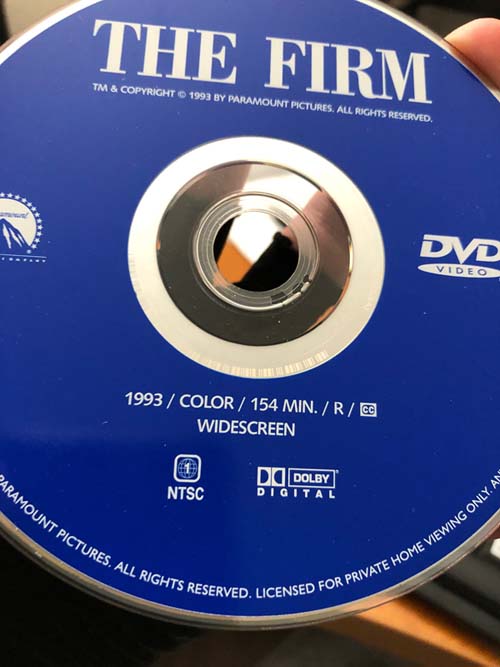 THE FIRM
TM & COPYRIGHT © 1993 BY PARAMOUNT PICTURES. ALL RIGHTS RESERVED.
DVD
VIDEO
1993 / COLOR / 154 MIN. / R / CC
WIDESCREEN
1
NTSC
DOLBY
DIGITAL
PARAMOUNT PICTURES. ALL RIGHTS RESERVED. LICENSED FOR PRIVATE HOME VIEWING ONLY